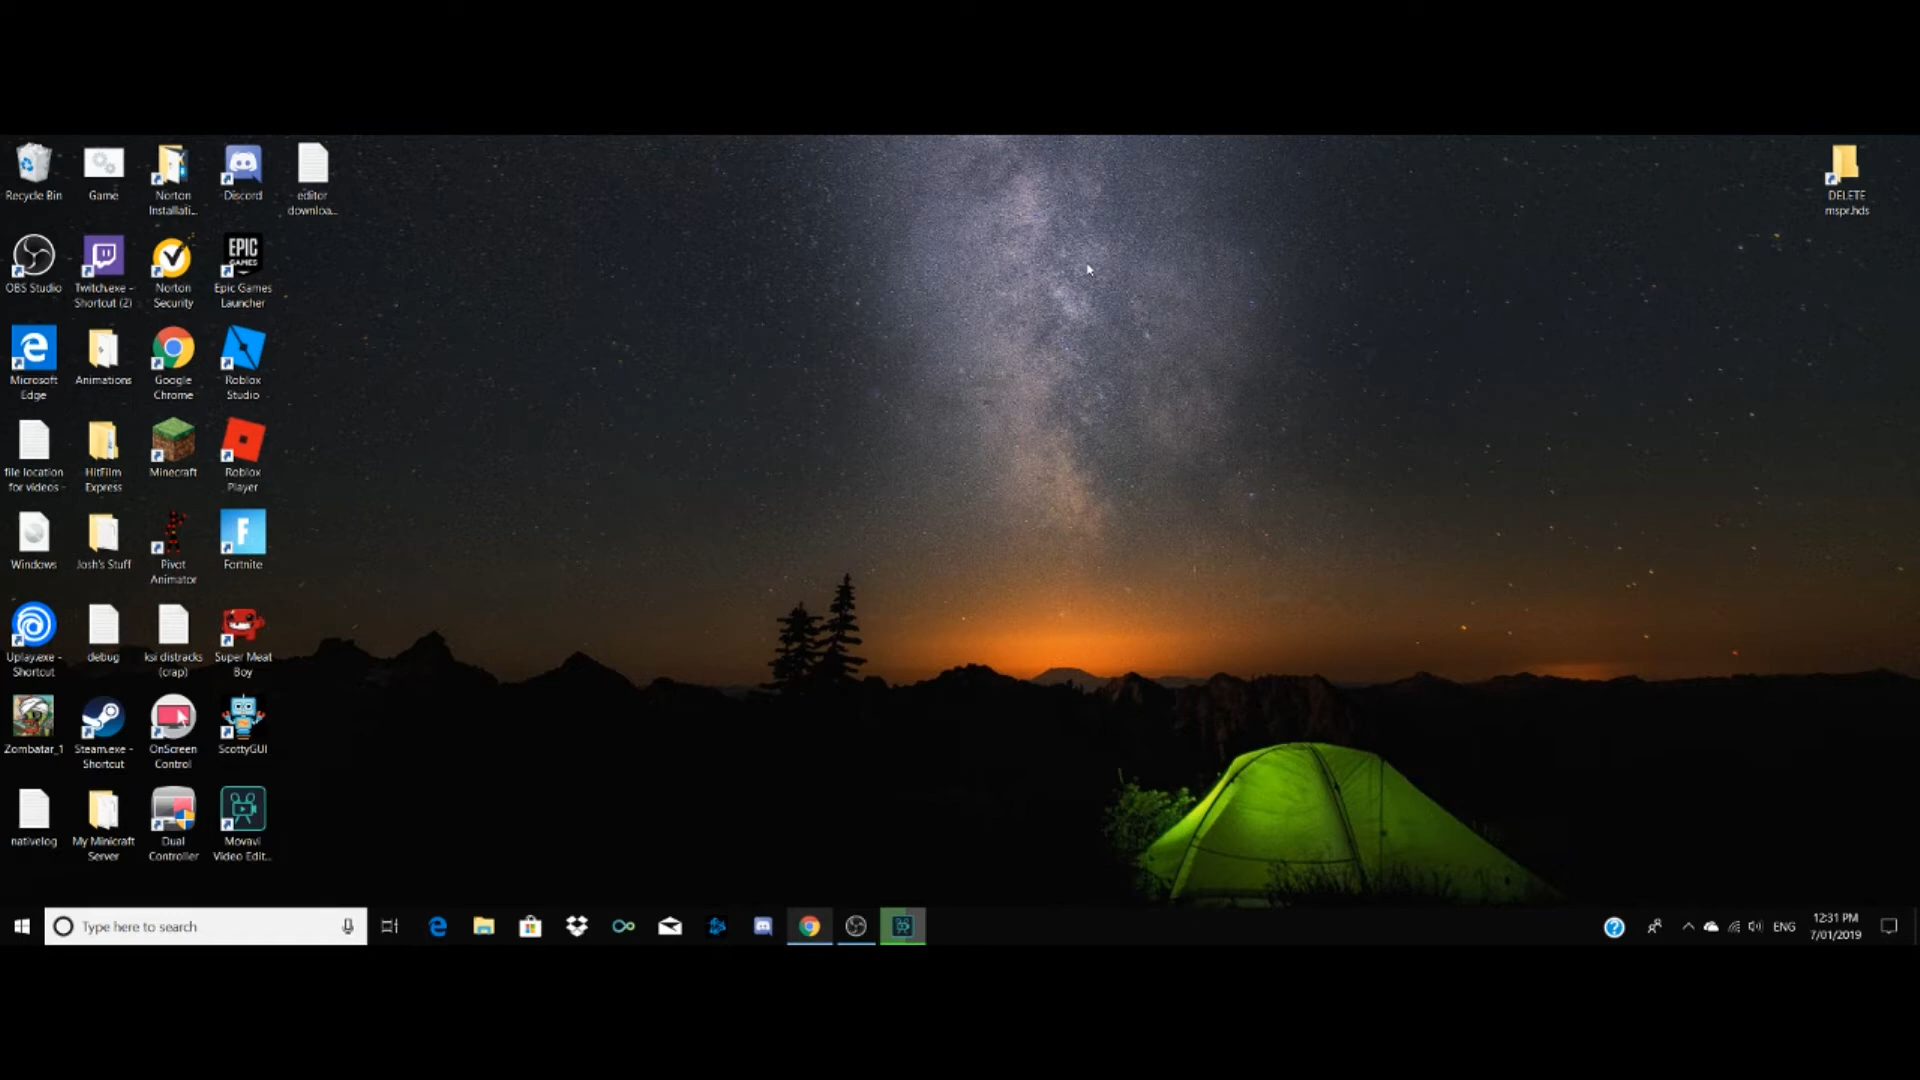 Recycle Bin
Game
Norton
Installati...
Discord
editor
downloa...
DELETE
mspr.hds
OBS Studio
Twitch.exe -
Shortcut (2)
Norton
Security
EPIC
GAMES
Epic Games
Launcher
Microsoft
Edge
Animations
Google
Chrome
Roblox
Studio
file location
for videos -
HitFilm
Express
Minecraft
Roblox
Player
Windows
Josh's Stuff
Pivot
Animator
F
Fortnite
Uplay.exe -
Shortcut
debug
ksi distracks
(crap)
Super Meat
Boy
Zombatar_1
Steam.exe -
Shortcut
OnScreen
Control
ScottyGUI
nativelog
My Minicraft
Server
Dual
Controller
Movavi
Video Edit...
Type here to search
ENG
12:31 PM
7/01/2019